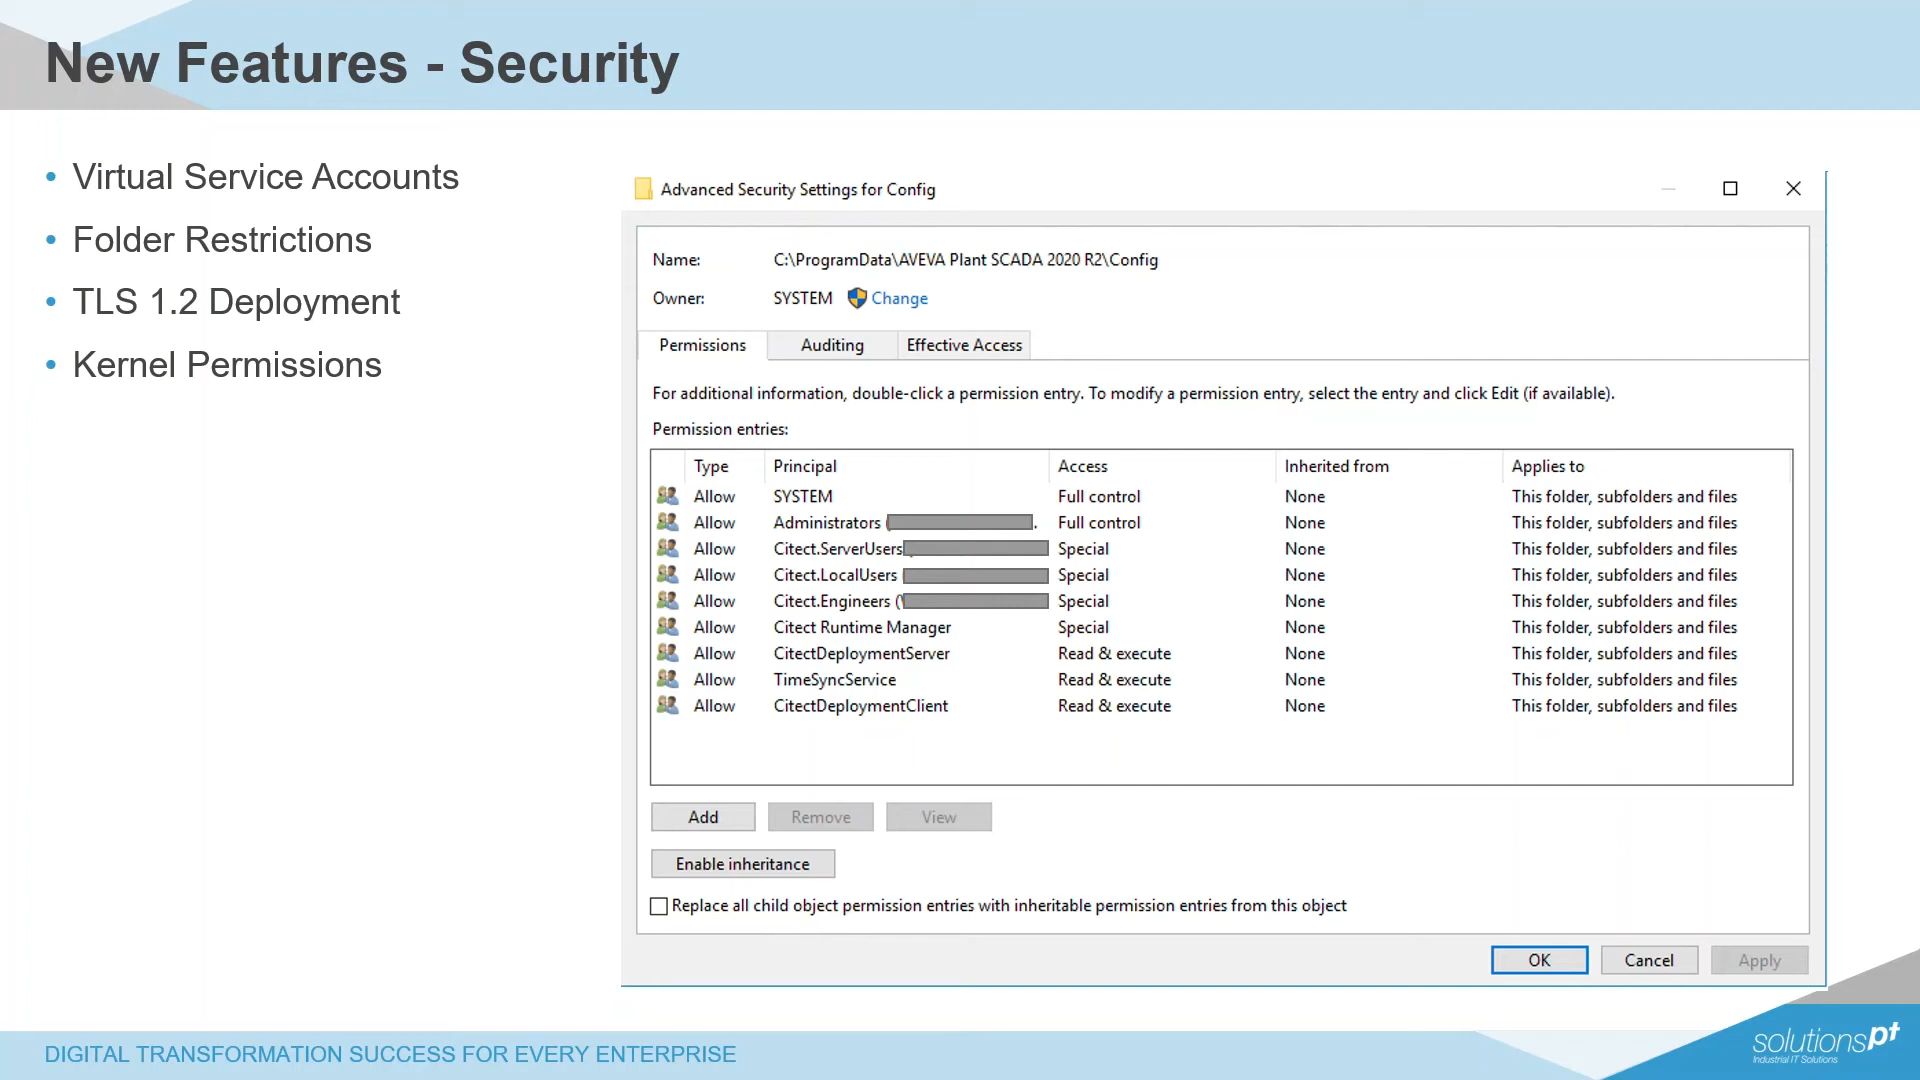 New Features - Security
• Virtual Service Accounts
• Folder Restrictions
• TLS 1.2 Deployment
• Kernel Permissions
Advanced Security Settings for Config
Name: C:\ProgramData\AVEVA Plant SCADA 2020 R2\Config
Owner: SYSTEM Change
Permissions Auditing Effective Access
For additional information, double-click a permission entry. To modify a permission entry, select the entry and click Edit (if available).
Permission entries:
Type Principal Access Inherited from Applies to
Allow SYSTEM Full control None This folder, subfolders and files
Allow Administrators ( . Full control None This folder, subfolders and files
Allow Citect.ServerUsers Special None This folder, subfolders and files
Allow Citect.LocalUsers ( Special None This folder, subfolders and files
Allow Citect.Engineers ( Special None This folder, subfolders and files
Allow Citect Runtime Manager Special None This folder, subfolders and files
Allow CitectDeploymentServer Read & execute None This folder, subfolders and files
Allow TimeSyncService Read & execute None This folder, subfolders and files
Allow CitectDeploymentClient Read & execute None This folder, subfolders and files
Add Remove View
Enable inheritance
Replace all child object permission entries with inheritable permission entries from this object
OK Cancel Apply
DIGITAL TRANSFORMATION SUCCESS FOR EVERY ENTERPRISE
solutionspt
Industrial IT Solutions